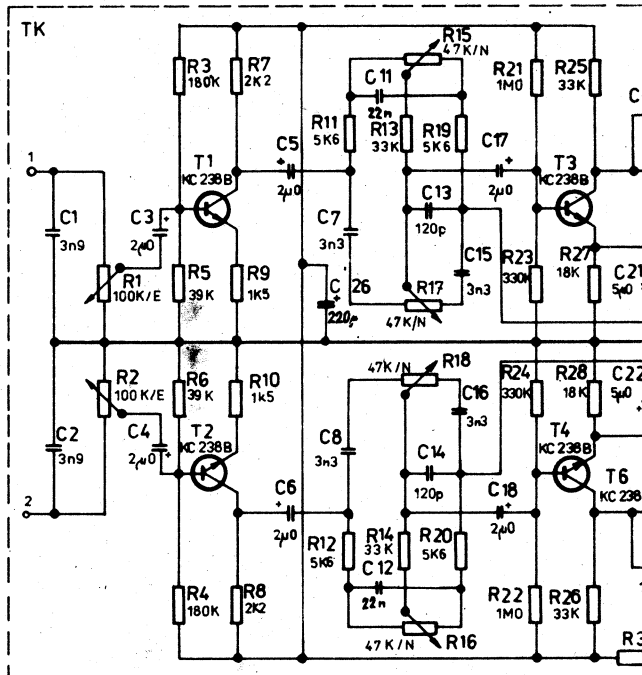 TK
R3
180K
R7
2K2
R15
47K/N
C11
22n
R21
1M0
R25
33K
C
R11
5K6
R13
33K
R19
5K6
C5
+
2µ0
C17
+
2µ0
1
T1
KC238B
T3
KC238B
C1
3n9
C3
+
2µ0
C7
3n3
C13
120p
C15
3n3
R1
100K/E
R5
39K
R9
1K5
C26
+
220µ
R17
47K/N
R23
330K
R27
18K
C21
5µ0
R2
100K/E
R6
39K
R10
1k5
47K/N
R18
C16
3n3
R24
330K
R28
18K
C22
5µ0
+
C2
3n9
C4
+
2µ0
T2
KC238B
C8
3n3
C14
120p
T4
KC238B
T6
KC238
2
C6
+
2µ0
C18
+
2µ0
R12
5K6
R14
33K
R20
5K6
C12
22n
R4
180K
R8
2K2
R22
1M0
R26
33K
47K/N
R16
R3